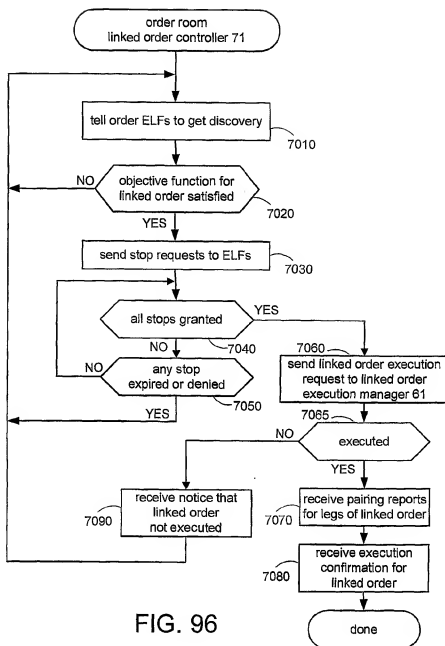 order room
linked order controller 71
tell order ELFs to get discovery
7010
NO
objective function for
linked order satisfied
7020
YES
send stop requests to ELFs
7030
all stops granted
YES
7040
NO
any stop
expired or denied
NO
7050
YES
7060
send linked order execution
request to linked order
execution manager 61
7065
NO
executed
YES
receive notice that
linked order
not executed
7090
receive pairing reports
for legs of linked order
7070
receive execution
confirmation for
linked order
7080
done
FIG. 96